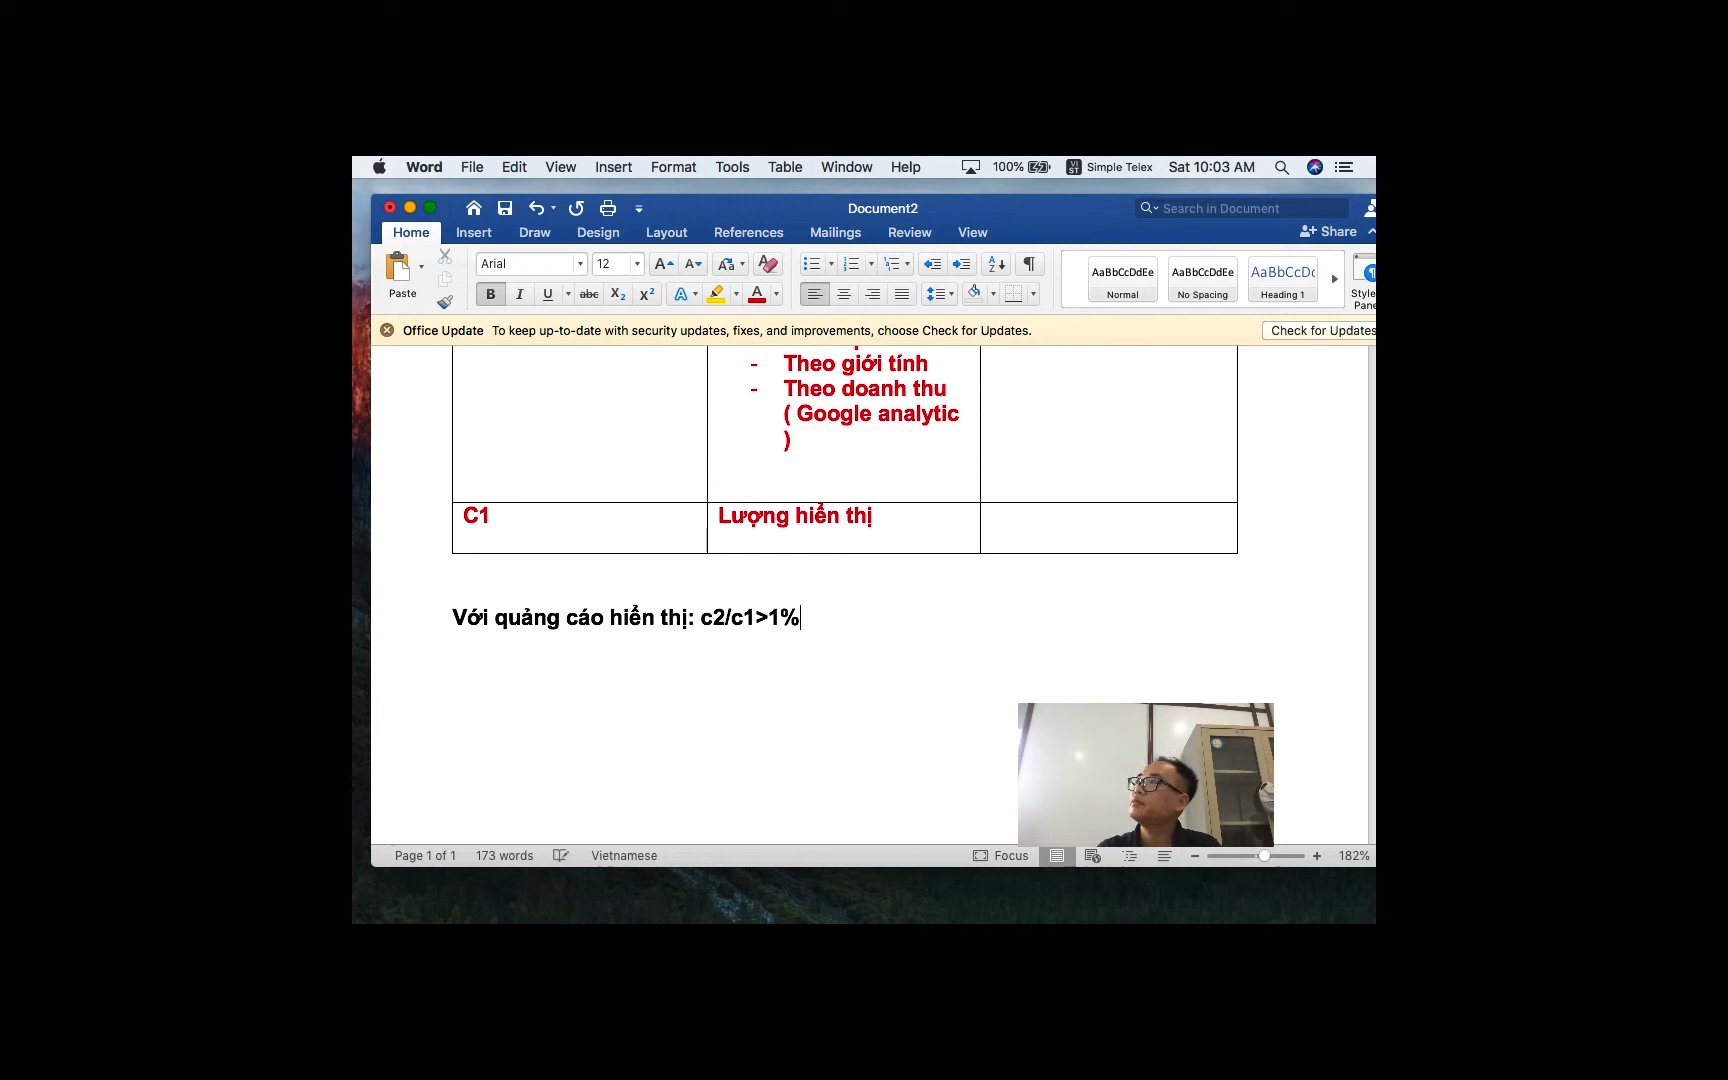 Word File Edit View Insert Format Tools Table Window Help 100% VI ST Simple Telex Sat 10:03 AM
Document2 Search in Document
Home Insert Draw Design Layout References Mailings Review View Share
Paste Arial 12 AaBbCcDdEe AaBbCcDdEe
Normal No Spacing Heading 1
Office Update To keep up-to-date with security updates, fixes, and improvements, choose Check for Updates. Check for Updates
- Theo giới tính
- Theo doanh thu
( Google analytic
)
C1 Lượng hiển thị
Với quảng cáo hiển thị: c2/c1>1%
Page 1 of 1 173 words Vietnamese Focus 182%